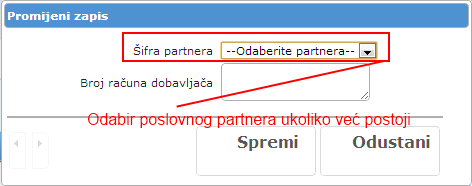 Promijeni zapis
Šifra partnera --Odaberite partnera--
Broj računa dobavljača
Odabir poslovnog partnera ukoliko već postoji
Spremi Odustani